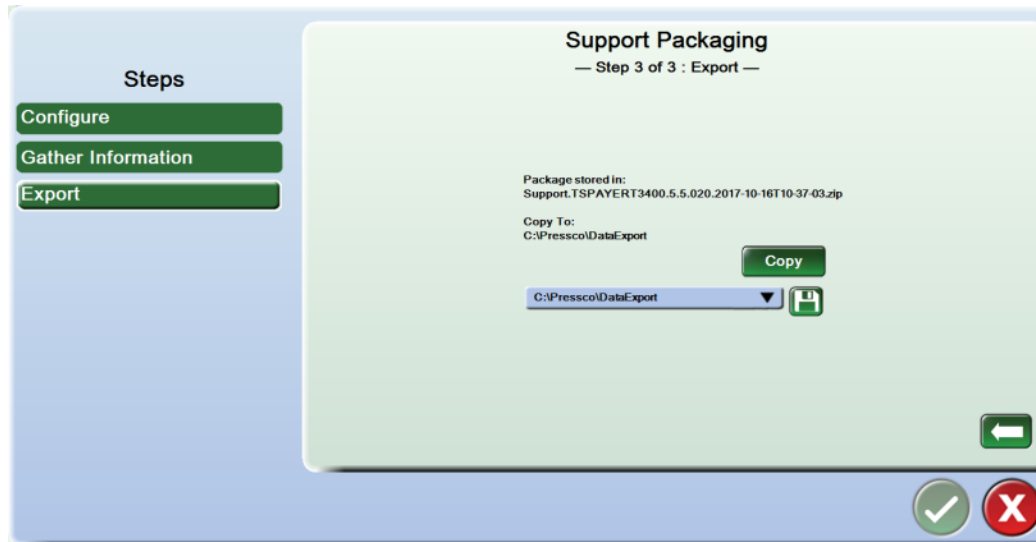 Steps
Configure
Gather Information
Export
Support Packaging
— Step 3 of 3 : Export —
Package stored in:
Support.TSPAYERT3400.5.5.020.2017-10-16T10-37-03.zip
Copy To:
C:\Pressco\DataExport
Copy
C:\Pressco\DataExport